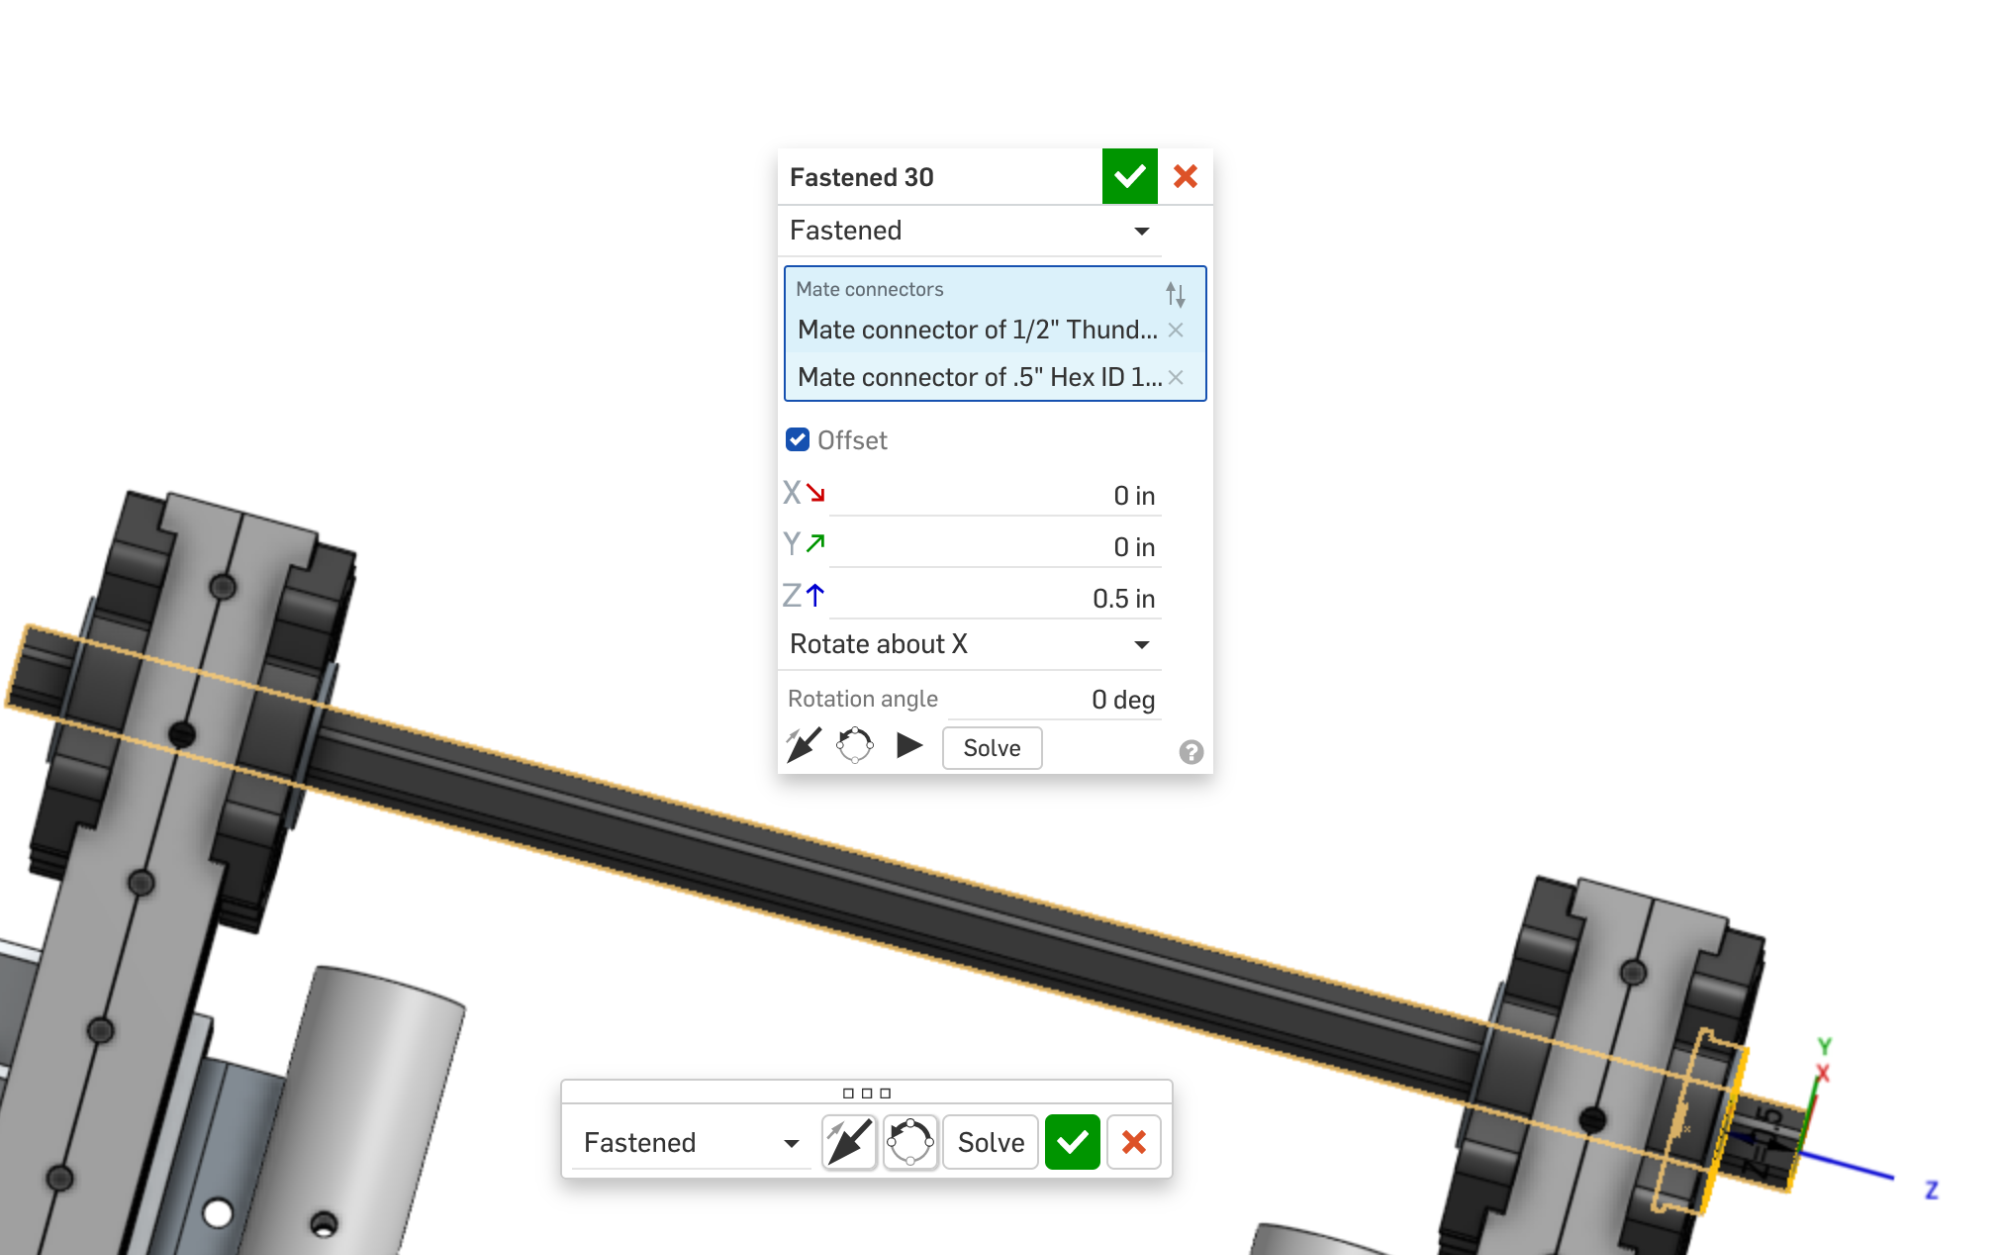 Fastened 30
Fastened
Mate connectors
Mate connector of 1/2" Thund...
Mate connector of .5" Hex ID 1...
Offset
X 0 in
Y 0 in
Z 0.5 in
Rotate about X
Rotation angle 0 deg
Solve
?
Y
X
Z
Fastened
Solve